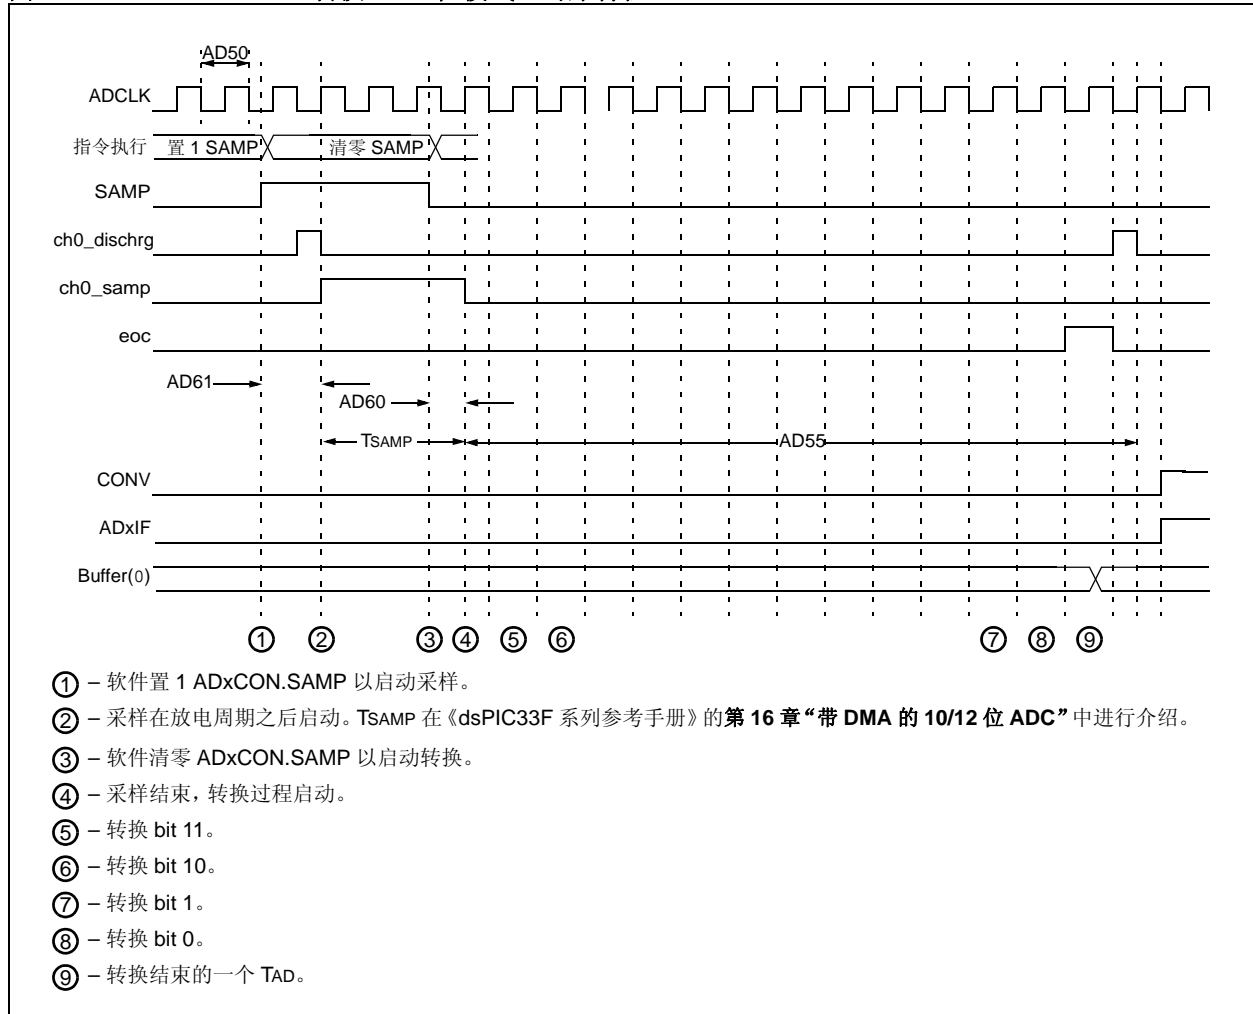 AD50
ADCLK
指令执行 置 1 SAMP 清零 SAMP
SAMP
ch0_dischrg
ch0_samp
eoc
AD61
AD60
TSAMP AD55
CONV
ADxIF
Buffer(0)
① ② ③ ④ ⑤ ⑥ ⑦ ⑧ ⑨
① – 软件置 1 ADxCON.SAMP 以启动采样。
② – 采样在放电周期之后启动。TSAMP 在《dsPIC33F 系列参考手册》的第 16 章“带 DMA 的 10/12 位 ADC”中进行介绍。
③ – 软件清零 ADxCON.SAMP 以启动转换。
④ – 采样结束，转换过程启动。
⑤ – 转换 bit 11。
⑥ – 转换 bit 10。
⑦ – 转换 bit 1。
⑧ – 转换 bit 0。
⑨ – 转换结束的一个 TAD。